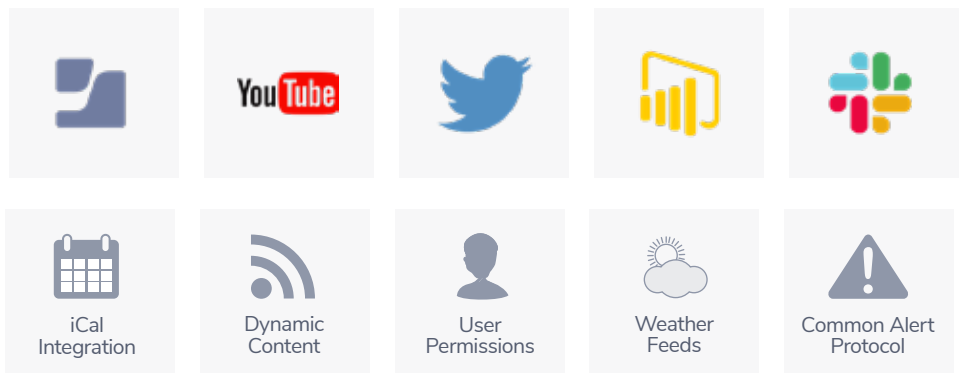 YouTube
iCal
Integration
Dynamic
Content
User
Permissions
Weather
Feeds
Common Alert
Protocol